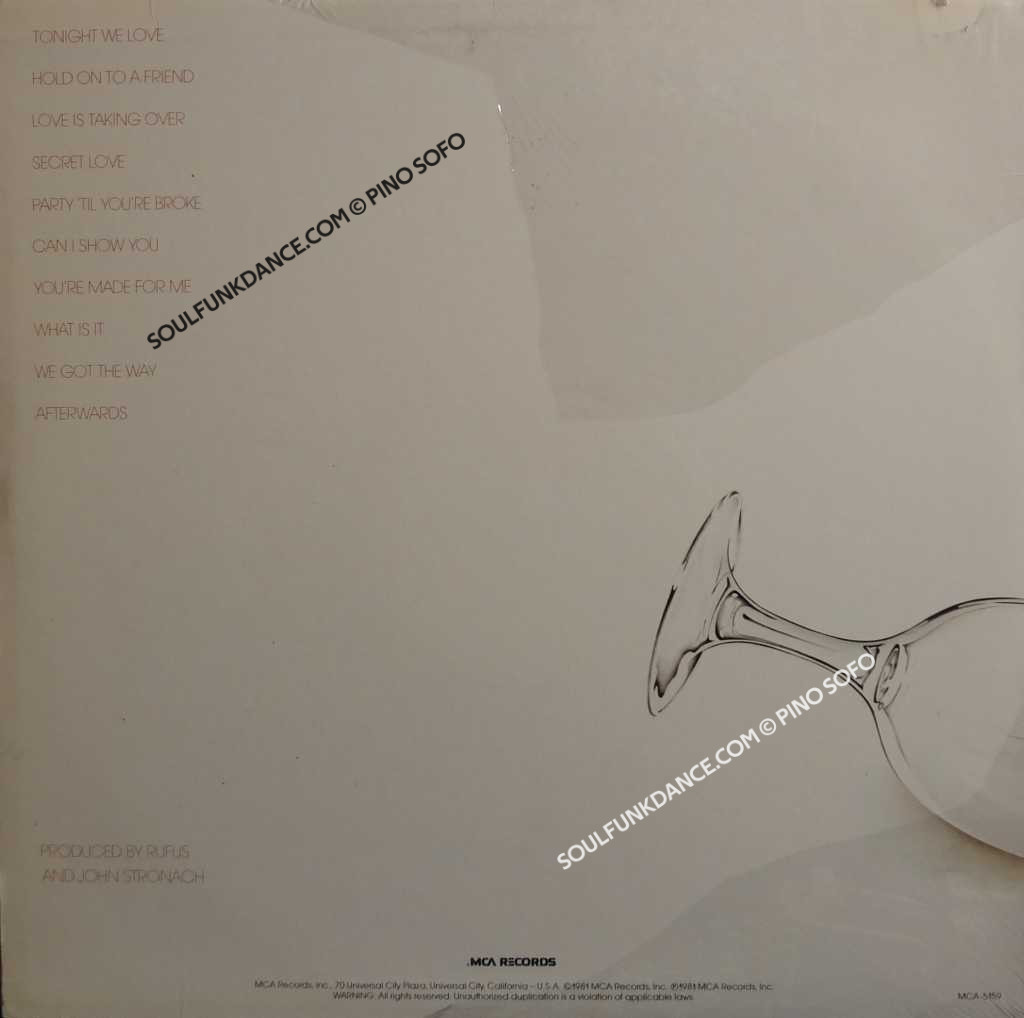 TONIGHT WE LOVE
HOLD ON TO A FRIEND
LOVE IS TAKING OVER
SECRET LOVE
PARTY 'TIL YOU'RE BROKE
CAN I SHOW YOU
YOU'RE MADE FOR ME
WHAT IS IT
WE GOT THE WAY
AFTERWARDS
SOULFUNKDANCE.COM © PINO SOFO
SOULFUNKDANCE.COM © PINO SOFO
PRODUCED BY RUFUS
AND JOHN STRONACH
MCA RECORDS
MCA Records, Inc., 70 Universal City Plaza, Universal City, California – U.S.A. ©1981 MCA Records, Inc. ℗1981 MCA Records, Inc.
WARNING: All rights reserved. Unauthorized duplication is a violation of applicable laws.
MCA-5159